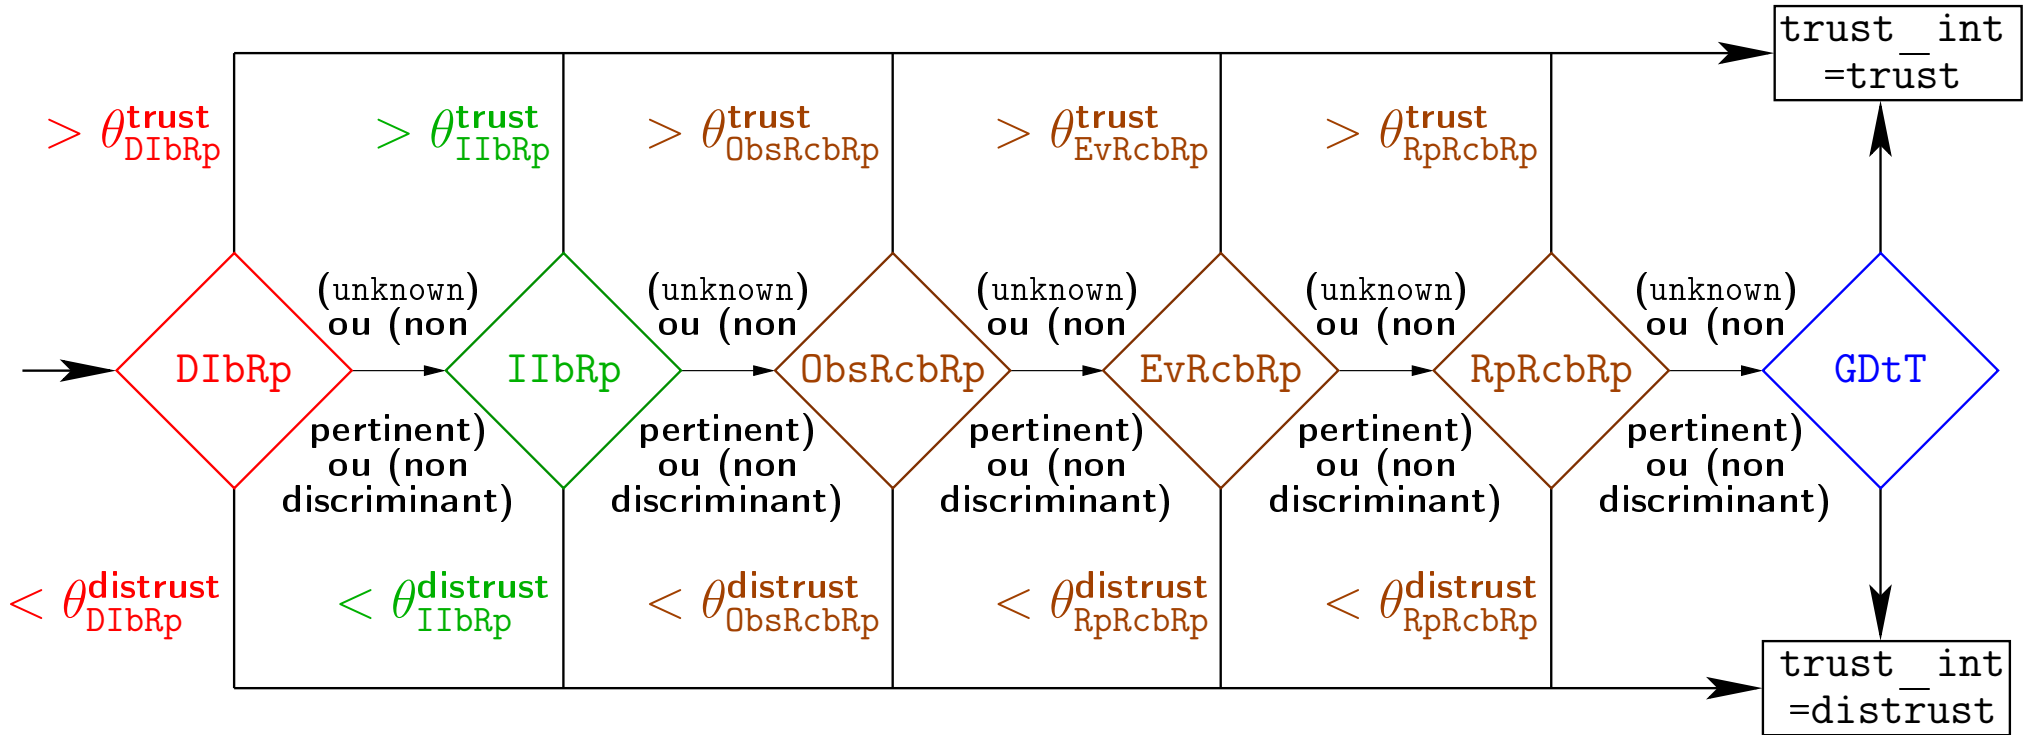 trust_int
=trust
> θ^trust_DIbRp
> θ^trust_IIbRp
> θ^trust_ObsRcbRp
> θ^trust_EvRcbRp
> θ^trust_RpRcbRp
(unknown)
ou (non
pertinent)
ou (non
discriminant)
(unknown)
ou (non
pertinent)
ou (non
discriminant)
(unknown)
ou (non
pertinent)
ou (non
discriminant)
(unknown)
ou (non
pertinent)
ou (non
discriminant)
(unknown)
ou (non
pertinent)
ou (non
discriminant)
DIbRp
IIbRp
ObsRcbRp
EvRcbRp
RpRcbRp
GDtT
< θ^distrust_DIbRp
< θ^distrust_IIbRp
< θ^distrust_ObsRcbRp
< θ^distrust_RpRcbRp
< θ^distrust_RpRcbRp
trust_int
=distrust